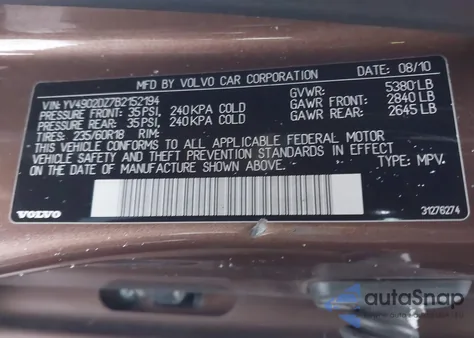 MFD BY VOLVO CAR CORPORATION DATE: 08/10
VIN: YV4902DZ7B2152194 GVWR: 5380 LB
PRESSURE FRONT: 35 PSI, 240 KPA COLD GAWR FRONT: 2840 LB
PRESSURE REAR: 35 PSI, 240 KPA COLD GAWR REAR: 2645 LB
TIRES: 235/60R18 RIM:
THIS VEHICLE CONFORMS TO ALL APPLICABLE FEDERAL MOTOR
VEHICLE SAFETY AND THEFT PREVENTION STANDARDS IN EFFECT
ON THE DATE OF MANUFACTURE SHOWN ABOVE. TYPE: MPV.
VOLVO 31276274
autoSnap